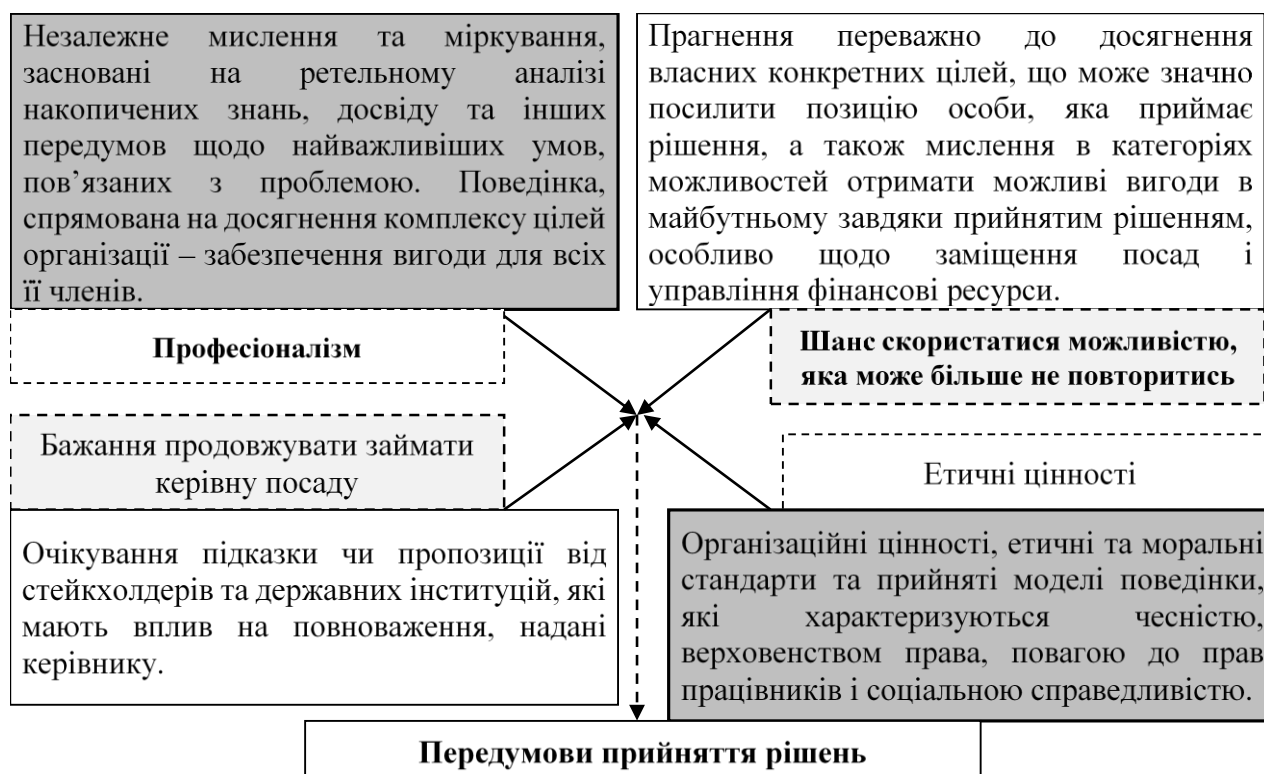 Незалежне мислення та міркування,
засновані на ретельному аналізі
накопичених знань, досвіду та інших
передумов щодо найважливіших умов,
пов’язаних з проблемою. Поведінка,
спрямована на досягнення комплексу цілей
організації – забезпечення вигоди для всіх
її членів.
Професіоналізм
Прагнення переважно до досягнення
власних конкретних цілей, що може значно
посилити позицію особи, яка приймає
рішення, а також мислення в категоріях
можливостей отримати можливі вигоди в
майбутньому завдяки прийнятим рішенням,
особливо щодо заміщення посад і
управління фінансові ресурси.
Шанс скористатися можливістю,
яка може більше не повторитись
Бажання продовжувати займати
керівну посаду
Очікування підказки чи пропозиції від
стейкхолдерів та державних інституцій, які
мають вплив на повноваження, надані
керівнику.
Етичні цінності
Організаційні цінності, етичні та моральні
стандарти та прийняті моделі поведінки,
які характеризуються чесністю,
верховенством права, повагою до прав
працівників і соціальною справедливістю.
Передумови прийняття рішень